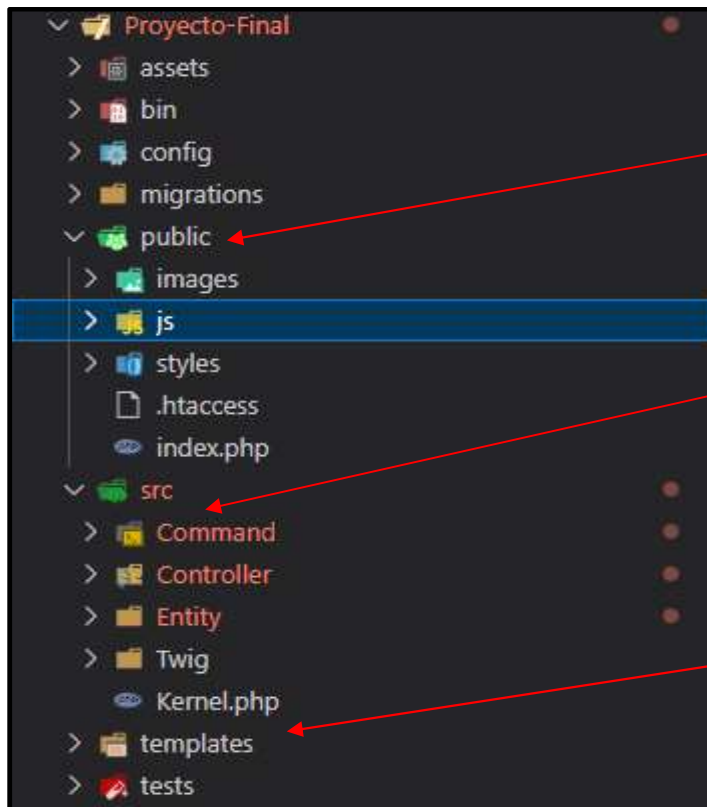 Proyecto-Final
assets
bin
config
migrations
public
images
js
styles
.htaccess
index.php
src
Command
Controller
Entity
Twig
Kernel.php
templates
tests